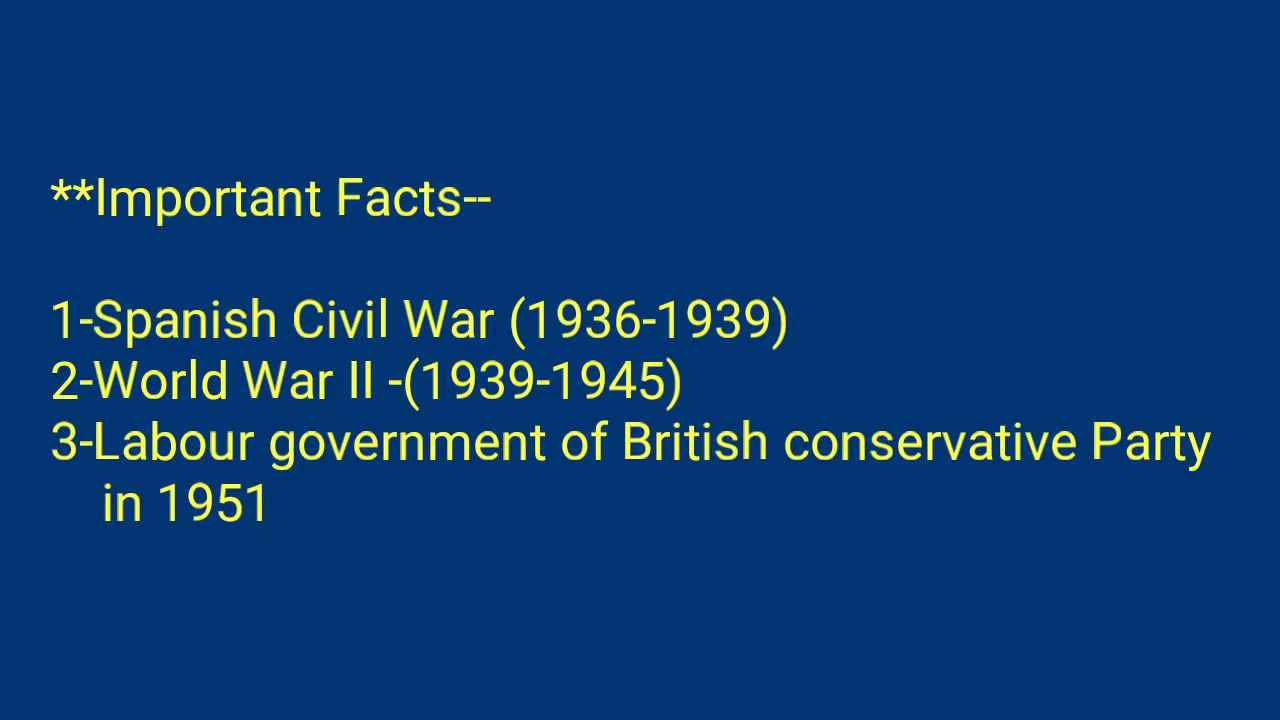 **Important Facts--
1-Spanish Civil War (1936-1939)
2-World War II -(1939-1945)
3-Labour government of British conservative Party
in 1951